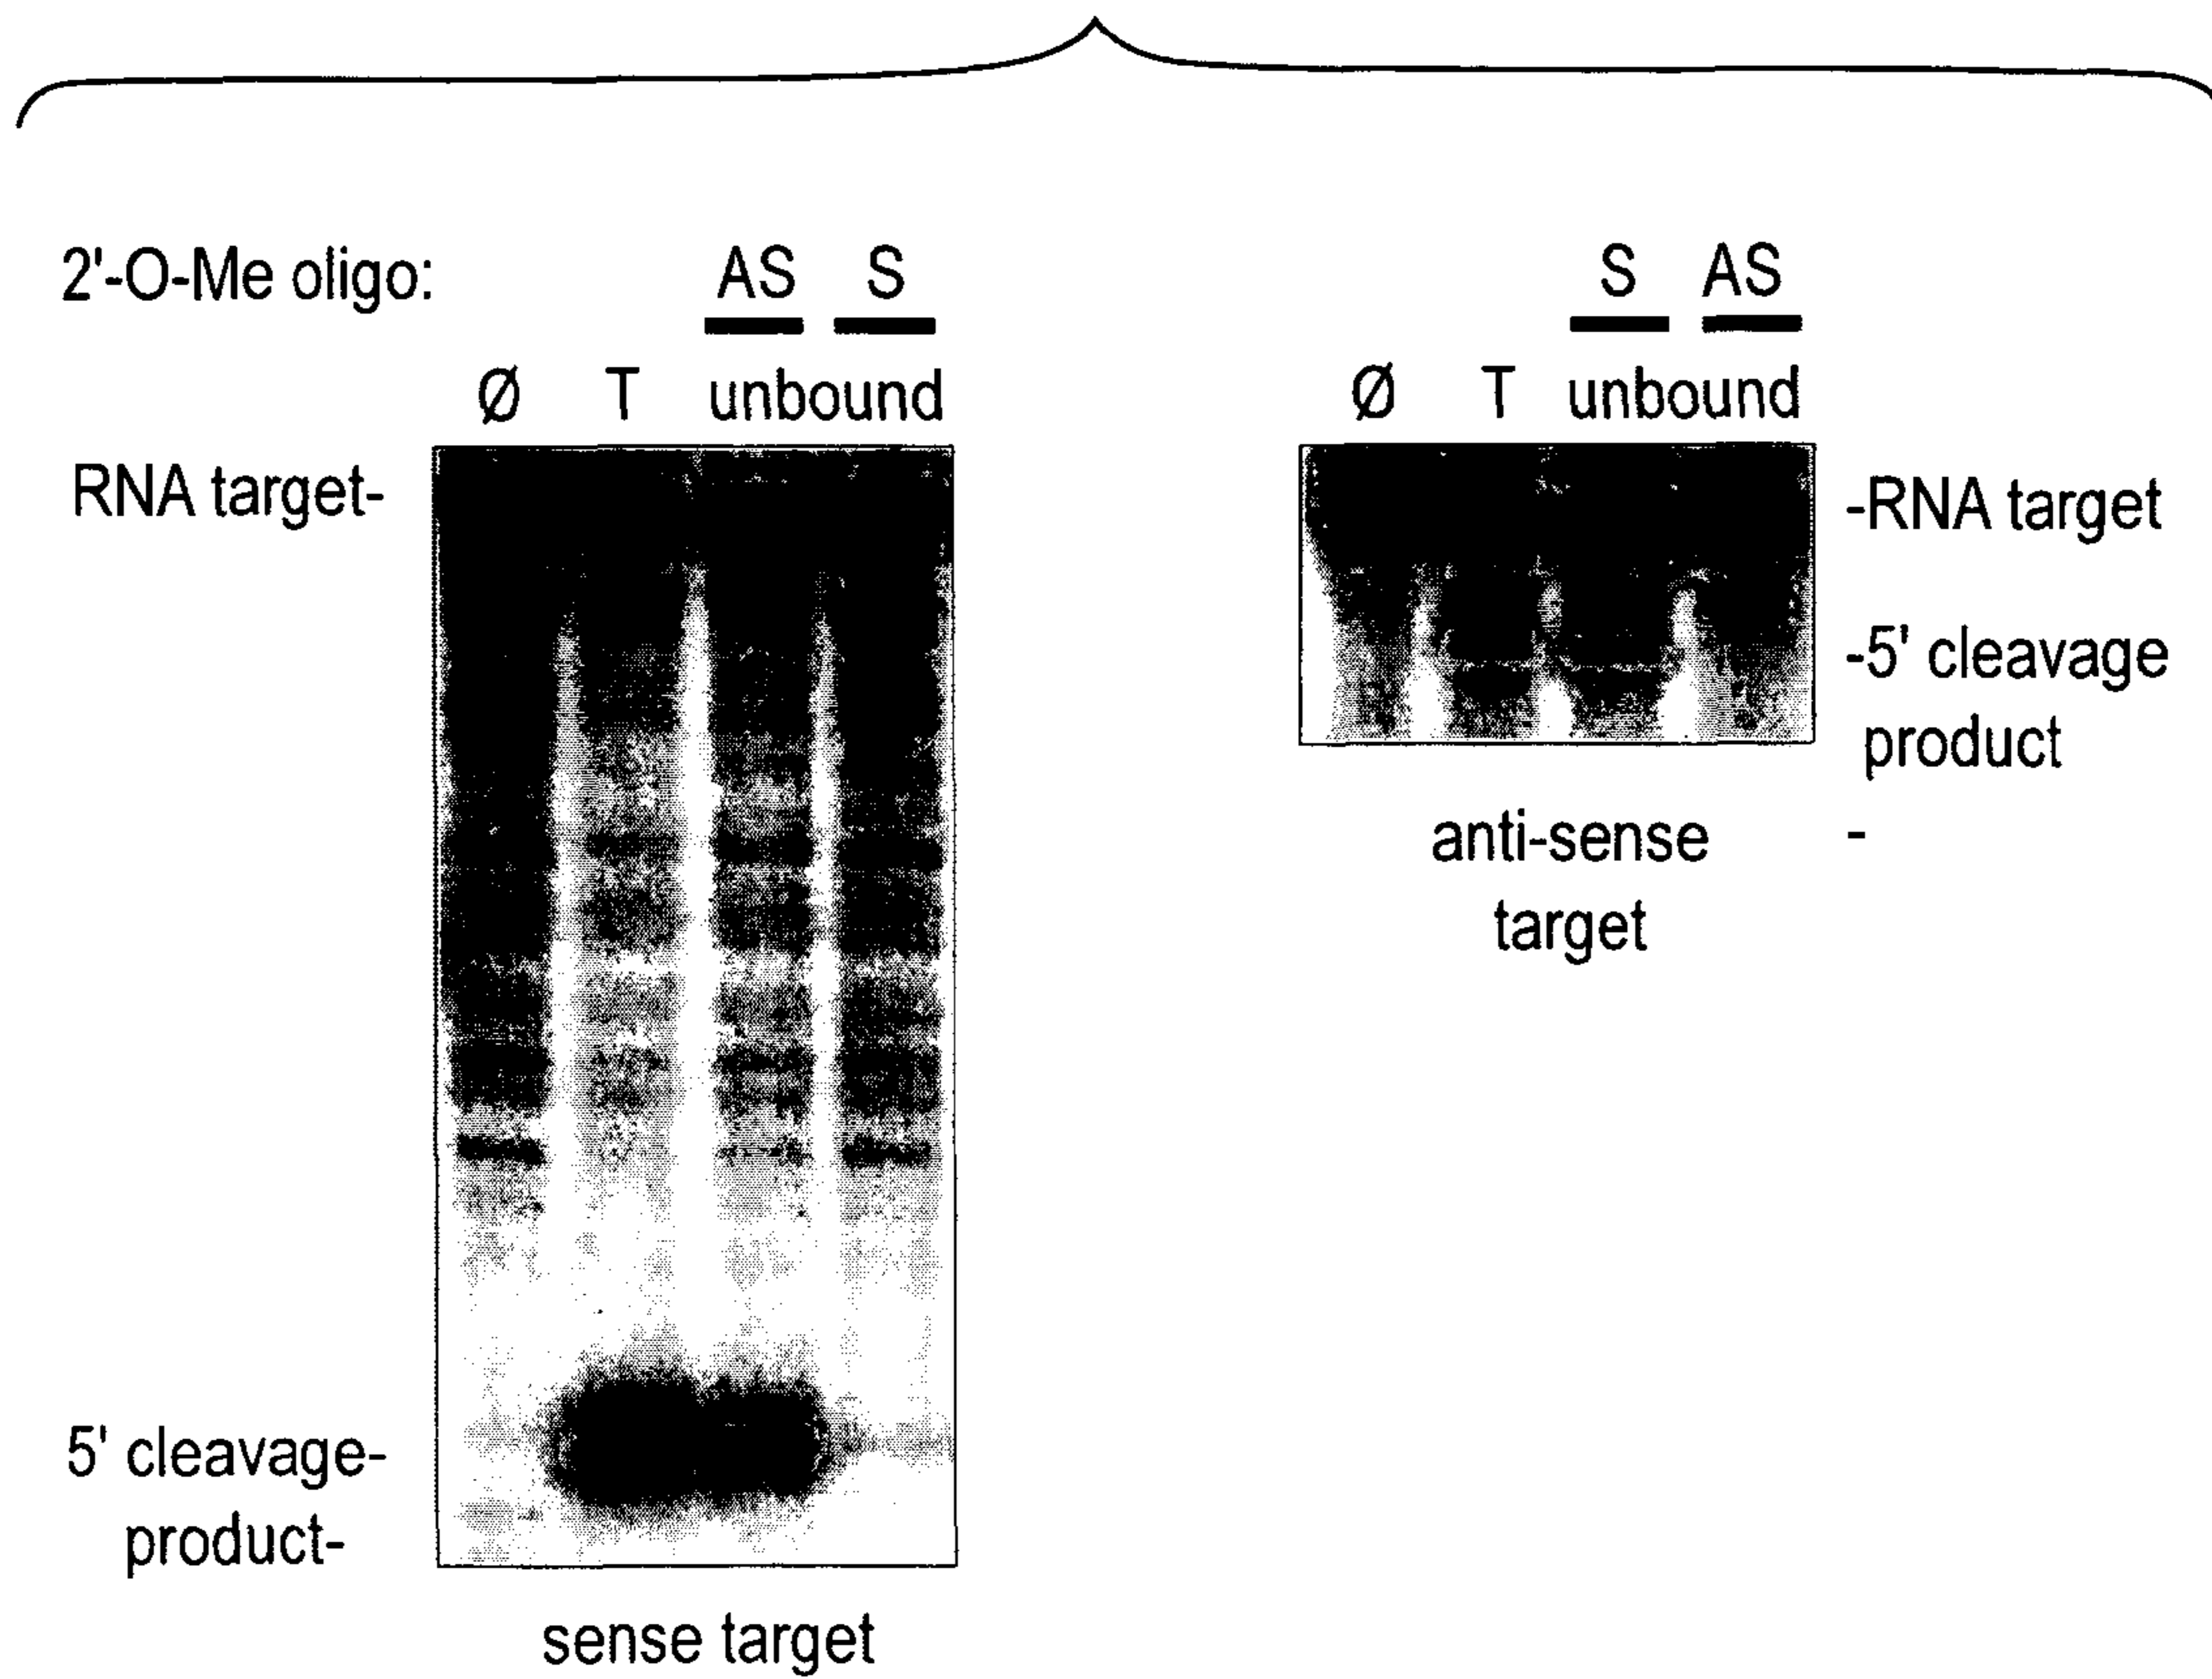 2'-O-Me oligo: AS S
Ø T unbound
RNA target-
5' cleavage-
product-
sense target
S AS
Ø T unbound
-RNA target
-5' cleavage
product
-
anti-sense
target